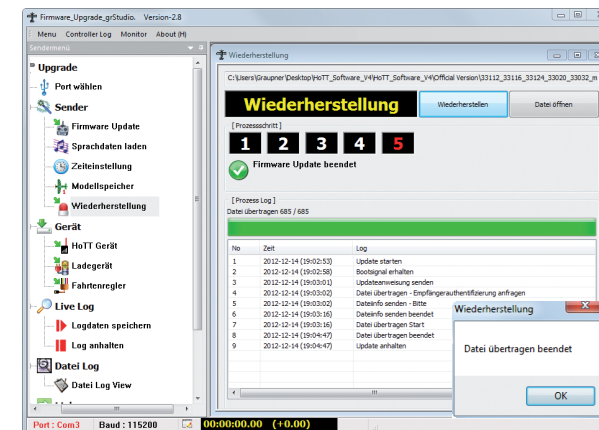 Firmware_Upgrade_grStudio. Version-2.8
Menu Controller Log Monitor About (H)
Sendermenü
Upgrade
Port wählen
Sender
Firmware Update
Sprachdaten laden
Zeiteinstellung
Modellspeicher
Wiederherstellung
Gerät
HoTT Gerät
Ladegerät
Fahrtenregler
Live Log
Logdaten speichern
Log anhalten
Datei Log
Datei Log View
Port : Com3 Baud : 115200 00:00:00.00 (+0.00)
Wiederherstellung
C:\Users\Graupner\Desktop\HoTT_Software_V4\HoTT_Software_V4\Official Version\33112_33116_33124_33020_33032_m
Wiederherstellung
Wiederherstellen
Datei öffnen
[ Prozessschritt ]
1 2 3 4 5
Firmware Update beendet
[ Prozess Log ]
Datei übertragen 685 / 685
No Zeit Log
1 2012-12-14 (19:02:53) Update starten
2 2012-12-14 (19:02:58) Bootsignal erhalten
3 2012-12-14 (19:03:01) Updateanweisung senden
4 2012-12-14 (19:03:02) Datei übertragen - Empfängerauthentifizierung anfragen
5 2012-12-14 (19:03:02) Dateiinfo senden - Bitte
6 2012-12-14 (19:03:16) Dateiinfo senden beendet
7 2012-12-14 (19:03:16) Datei übertragen Start
8 2012-12-14 (19:04:47) Datei übertragen beendet
9 2012-12-14 (19:04:47) Update anhalten
Wiederherstellung
Datei übertragen beendet
OK